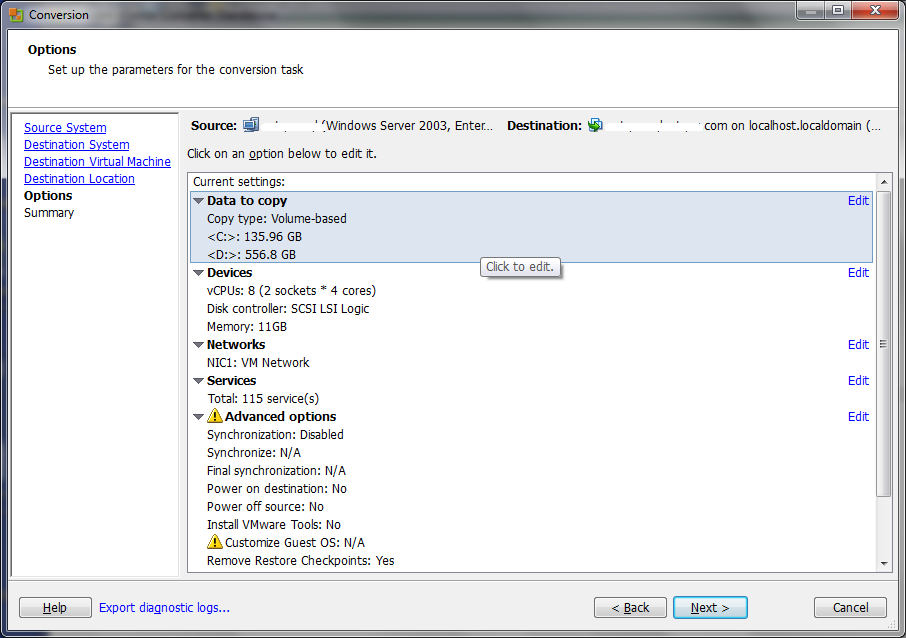 Conversion
Options
Set up the parameters for the conversion task
Source System
Destination System
Destination Virtual Machine
Destination Location
Options
Summary
Source: (Windows Server 2003, Enter... Destination: com on localhost.localdomain (...
Click on an option below to edit it.
Current settings:
Data to copy Edit
Copy type: Volume-based
<C:>: 135.96 GB
<D:>: 556.8 GB
Click to edit.
Devices Edit
vCPUs: 8 (2 sockets * 4 cores)
Disk controller: SCSI LSI Logic
Memory: 11GB
Networks Edit
NIC1: VM Network
Services Edit
Total: 115 service(s)
Advanced options Edit
Synchronization: Disabled
Synchronize: N/A
Final synchronization: N/A
Power on destination: No
Power off source: No
Install VMware Tools: No
Customize Guest OS: N/A
Remove Restore Checkpoints: Yes
Help Export diagnostic logs... < Back Next > Cancel